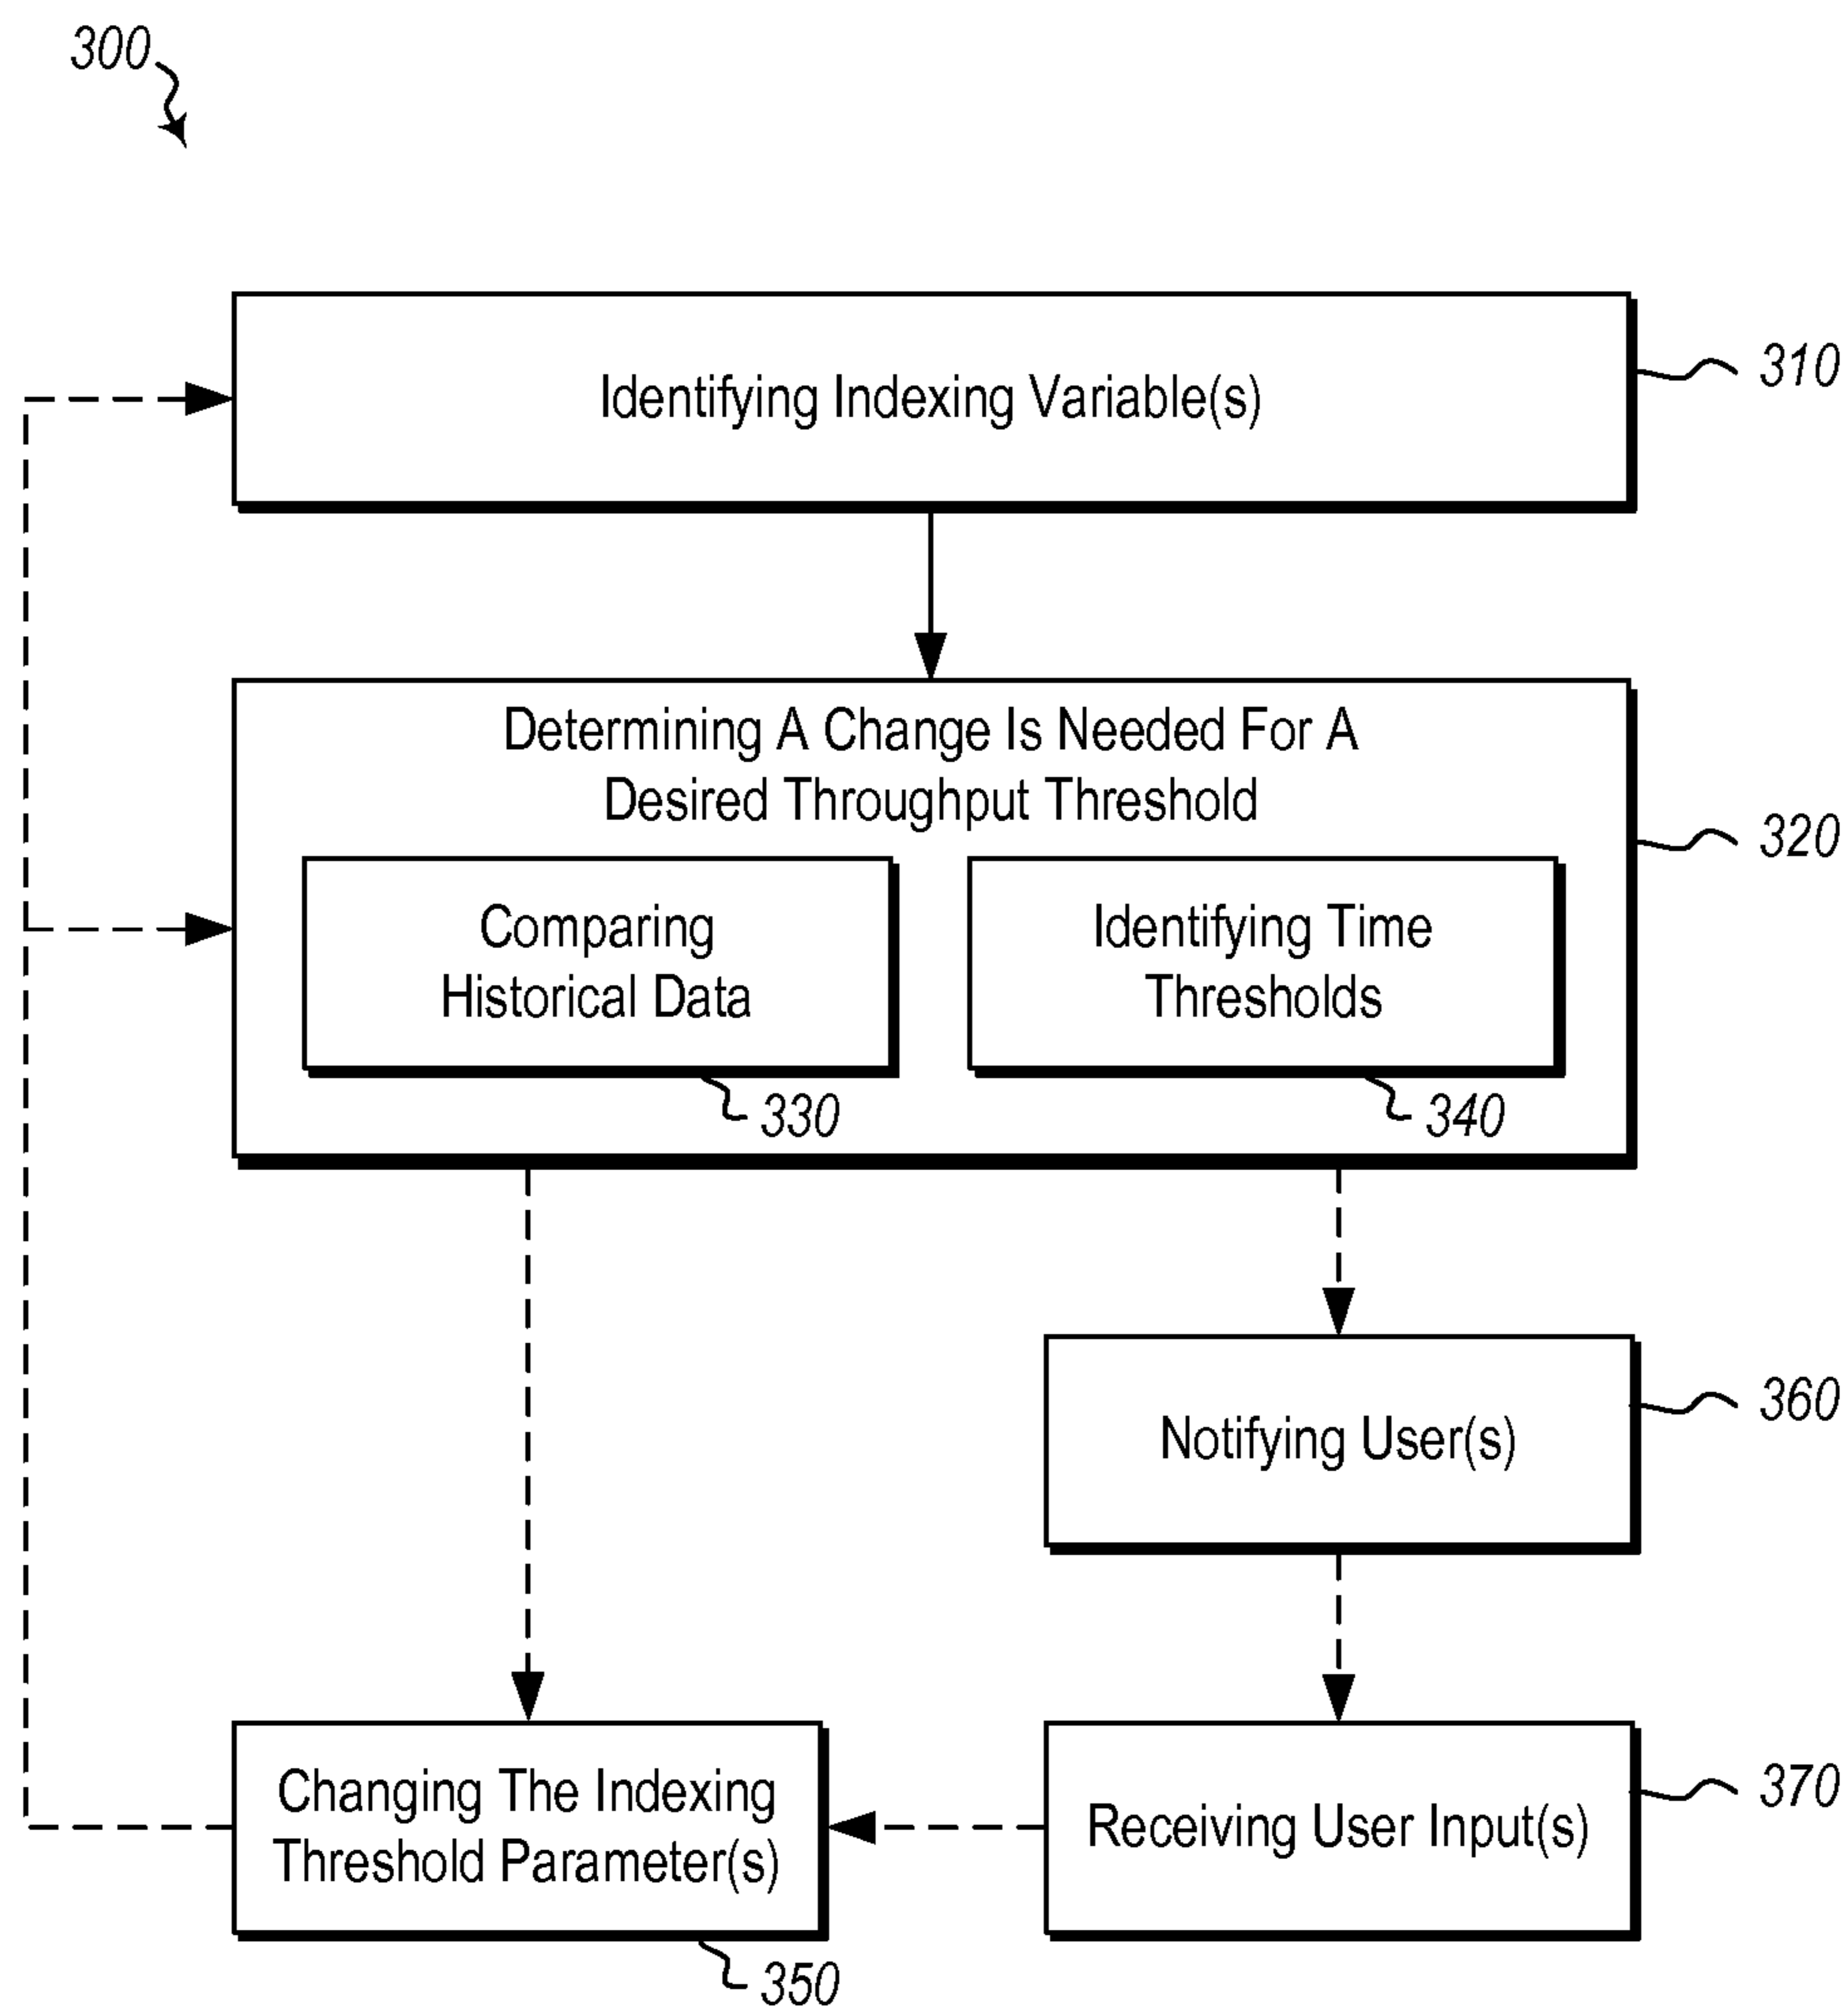 300
Identifying Indexing Variable(s)
310
Determining A Change Is Needed For A
Desired Throughput Threshold
320
Comparing
Historical Data
330
Identifying Time
Thresholds
340
Notifying User(s)
360
Changing The Indexing
Threshold Parameter(s)
350
Receiving User Input(s)
370